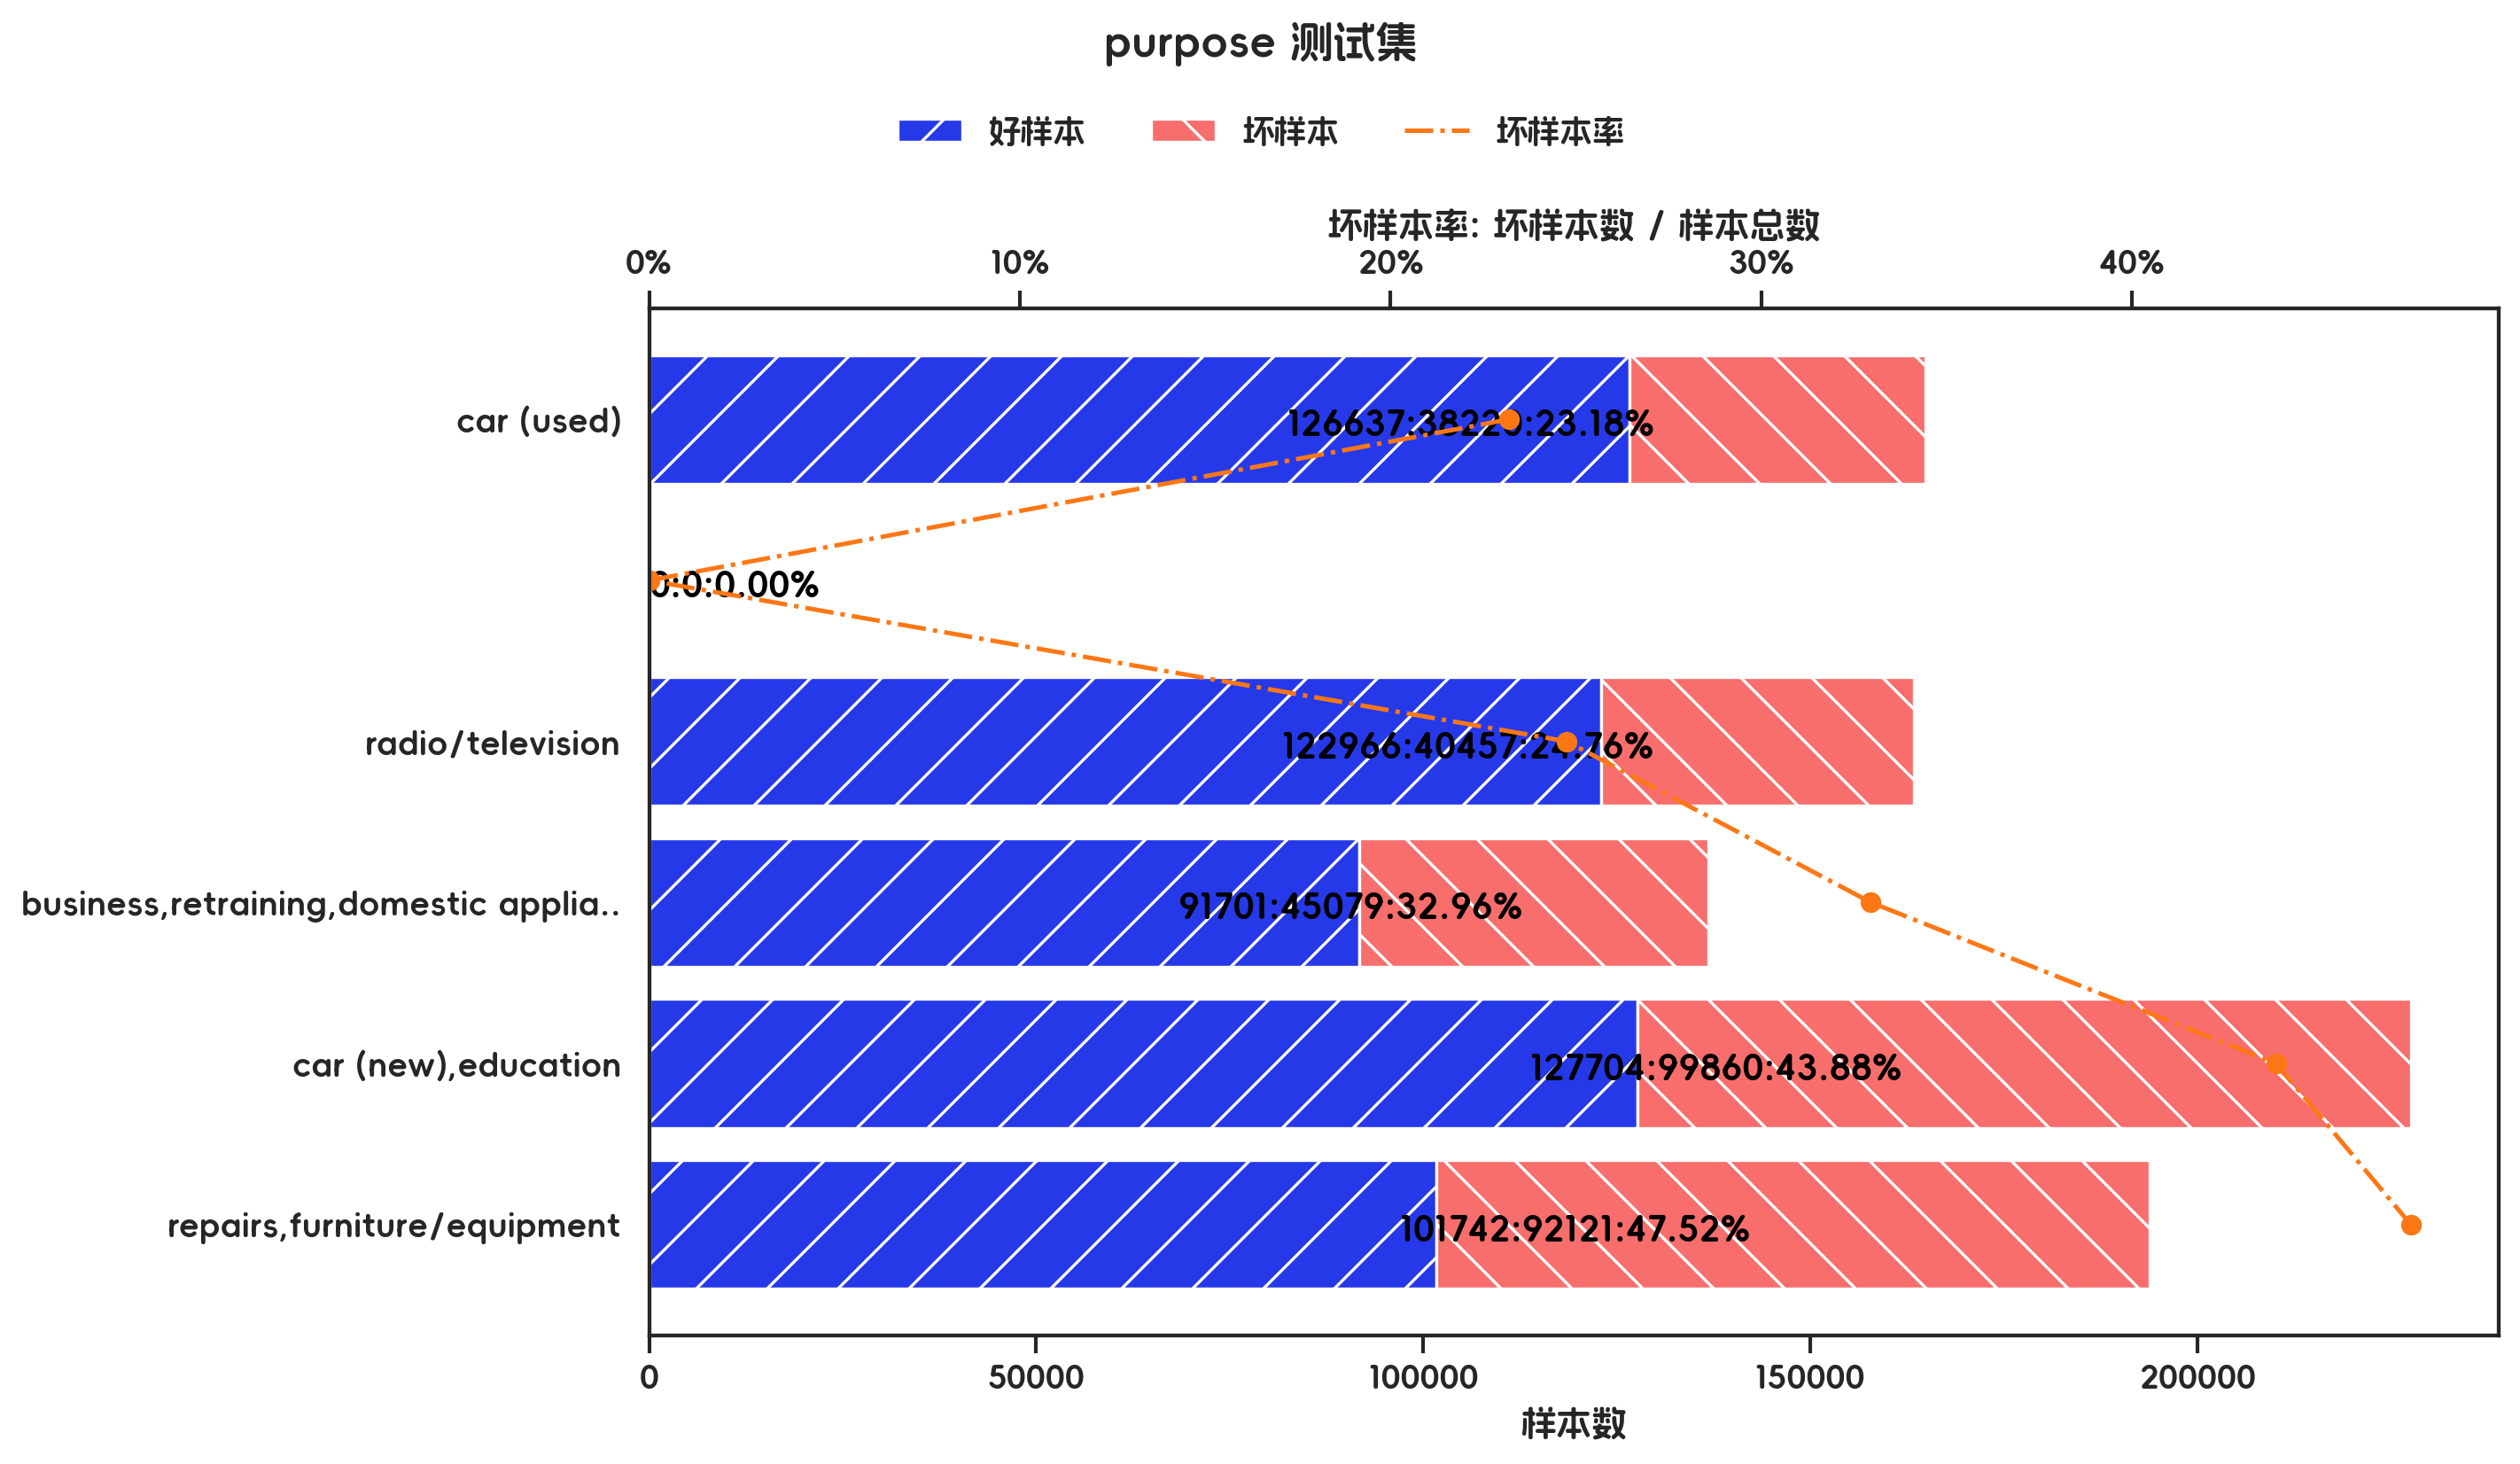 purpose 测试集
好样本 坏样本 坏样本率
坏样本率: 坏样本数 / 样本总数
0% 10% 20% 30% 40%
car (used)
126637:38220:23.18%
0:0:0.00%
radio/television
122966:40457:24.76%
business,retraining,domestic applia..
91701:45079:32.96%
car (new),education
127704:99860:43.88%
repairs,furniture/equipment
101742:92121:47.52%
0 50000 100000 150000 200000
样本数